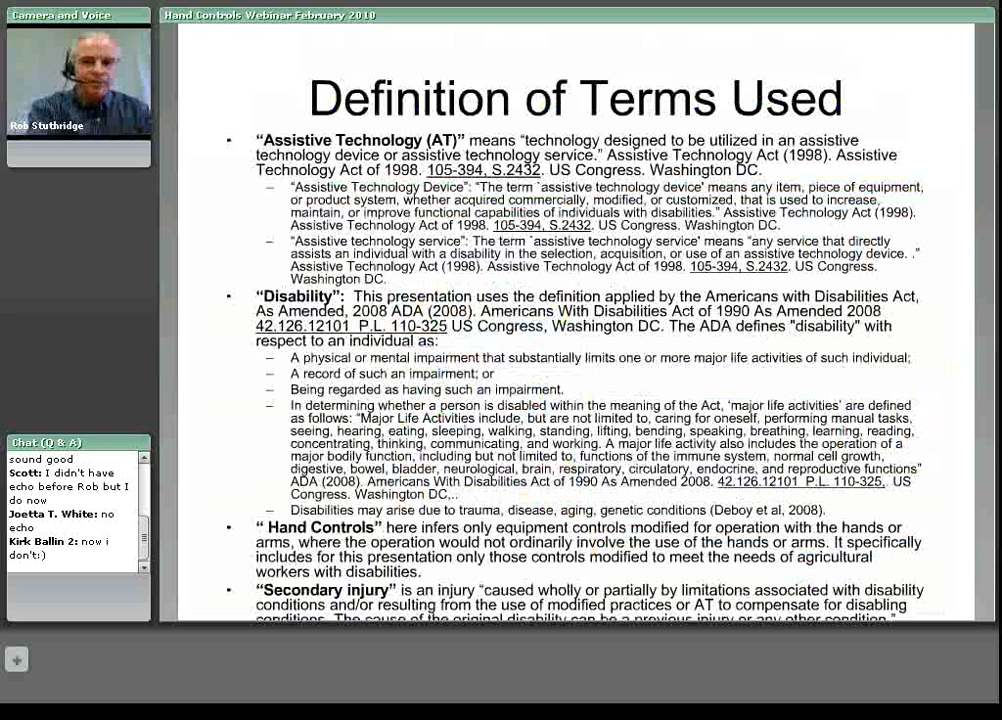 Camera and Voice
Hand Controls Webinar February 2010
Rob Stuthridge
Definition of Terms Used
• “Assistive Technology (AT)” means “technology designed to be utilized in an assistive
technology device or assistive technology service.” Assistive Technology Act (1998). Assistive
Technology Act of 1998. 105-394, S.2432. US Congress. Washington DC.
– “Assistive Technology Device”: “The term `assistive technology device' means any item, piece of equipment,
or product system, whether acquired commercially, modified, or customized, that is used to increase,
maintain, or improve functional capabilities of individuals with disabilities.” Assistive Technology Act (1998).
Assistive Technology Act of 1998. 105-394, S.2432. US Congress. Washington DC.
– “Assistive technology service”: The term `assistive technology service' means “any service that directly
assists an individual with a disability in the selection, acquisition, or use of an assistive technology device. .”
Assistive Technology Act (1998). Assistive Technology Act of 1998. 105-394, S.2432. US Congress.
Washington DC.
• “Disability”: This presentation uses the definition applied by the Americans with Disabilities Act,
As Amended, 2008 ADA (2008). Americans With Disabilities Act of 1990 As Amended 2008
42.126.12101 P.L. 110-325 US Congress, Washington DC. The ADA defines "disability" with
respect to an individual as:
– A physical or mental impairment that substantially limits one or more major life activities of such individual;
– A record of such an impairment; or
– Being regarded as having such an impairment.
– In determining whether a person is disabled within the meaning of the Act, ‘major life activities’ are defined
as follows: “Major Life Activities include, but are not limited to, caring for oneself, performing manual tasks,
seeing, hearing, eating, sleeping, walking, standing, lifting, bending, speaking, breathing, learning, reading,
concentrating, thinking, communicating, and working. A major life activity also includes the operation of a
major bodily function, including but not limited to, functions of the immune system, normal cell growth,
digestive, bowel, bladder, neurological, brain, respiratory, circulatory, endocrine, and reproductive functions”
ADA (2008). Americans With Disabilities Act of 1990 As Amended 2008. 42.126.12101 P.L. 110-325,. US
Congress. Washington DC,..
– Disabilities may arise due to trauma, disease, aging, genetic conditions (Deboy et al, 2008).
• “ Hand Controls” here infers only equipment controls modified for operation with the hands or
arms, where the operation would not ordinarily involve the use of the hands or arms. It specifically
includes for this presentation only those controls modified to meet the needs of agricultural
workers with disabilities.
• “Secondary injury” is an injury “caused wholly or partially by limitations associated with disability
conditions and/or resulting from the use of modified practices or AT to compensate for disabling
conditions. The cause of the original disability can be a previous injury or any other condition.”
Chat (Q & A)
sound good
Scott: I didn't have
echo before Rob but I
do now
Joetta T. White: no
echo
Kirk Ballin 2: now i
don't:)